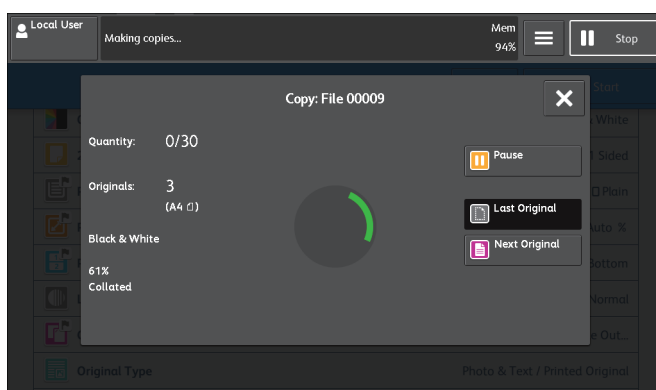 Local User
Making copies...
Mem
94%
Stop
Copy: File 00009
Start
Quantity: 0/30
White
Pause
1 Sided
Originals: 3
(A4)
Plain
Last Original
Auto %
Black & White
Next Original
Bottom
61%
Collated
Normal
e Out...
Original Type
Photo & Text / Printed Original